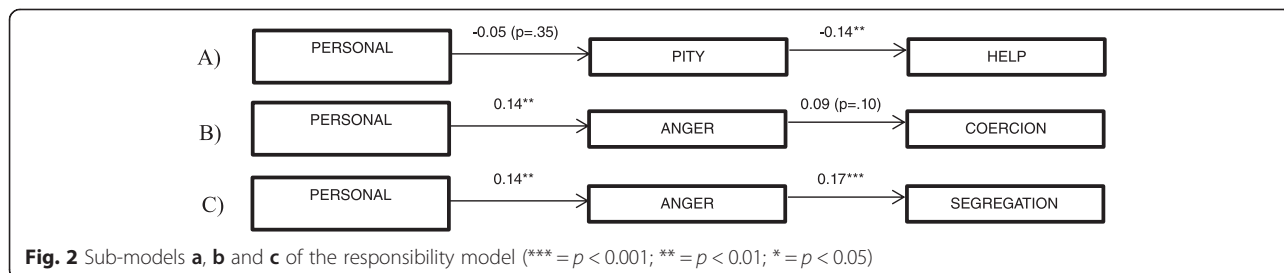 -0.05 (p=.35) -0.14**
A) PERSONAL PITY HELP
0.14** 0.09 (p=.10)
B) PERSONAL ANGER COERCION
0.14** 0.17***
C) PERSONAL ANGER SEGREGATION
Fig. 2 Sub-models a, b and c of the responsibility model (*** = p < 0.001; ** = p < 0.01; * = p < 0.05)